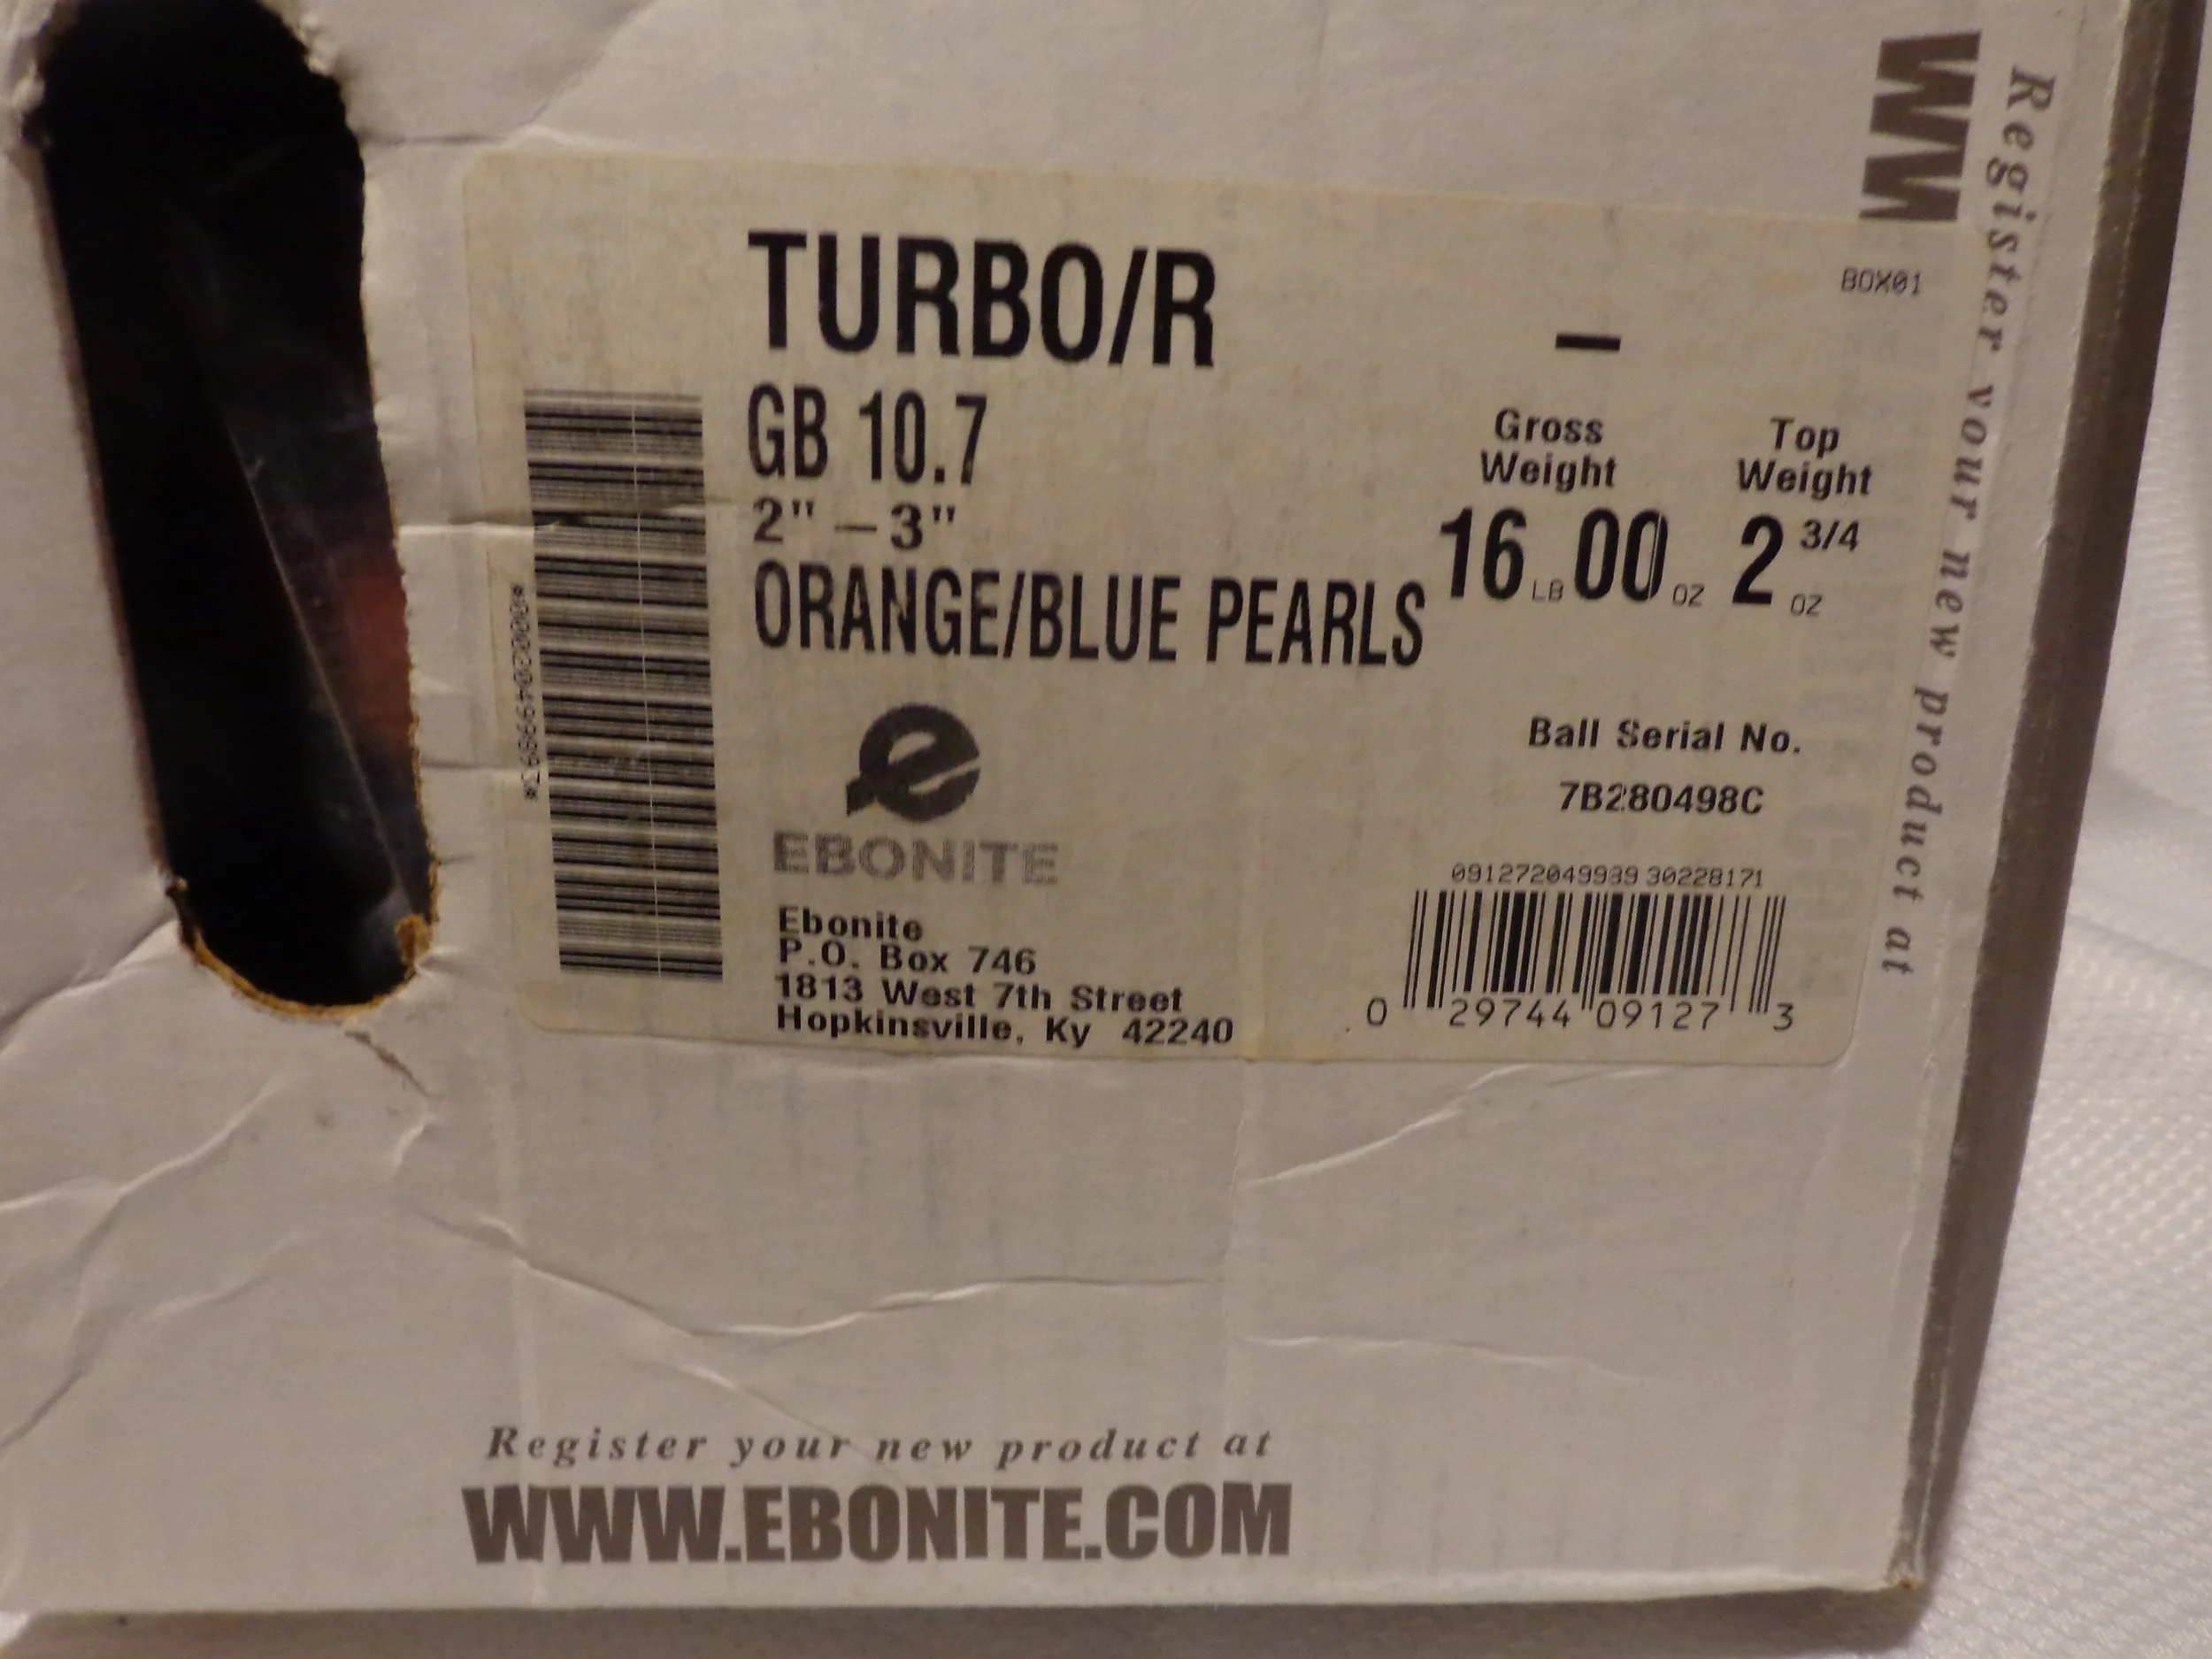 TURBO/R
GB 10.7
2" – 3"
ORANGE/BLUE PEARLS
–
BOX01
Gross Weight
16 LB 00 OZ
Top Weight
2 3/4 OZ
Ball Serial No.
7B280498C
091272049989 30228171
0 29744 09127 3
e
EBONITE
Ebonite
P.O. Box 746
1813 West 7th Street
Hopkinsville, Ky 42240
Register your new product at
WWW.EBONITE.COM
Register your new product at
WW